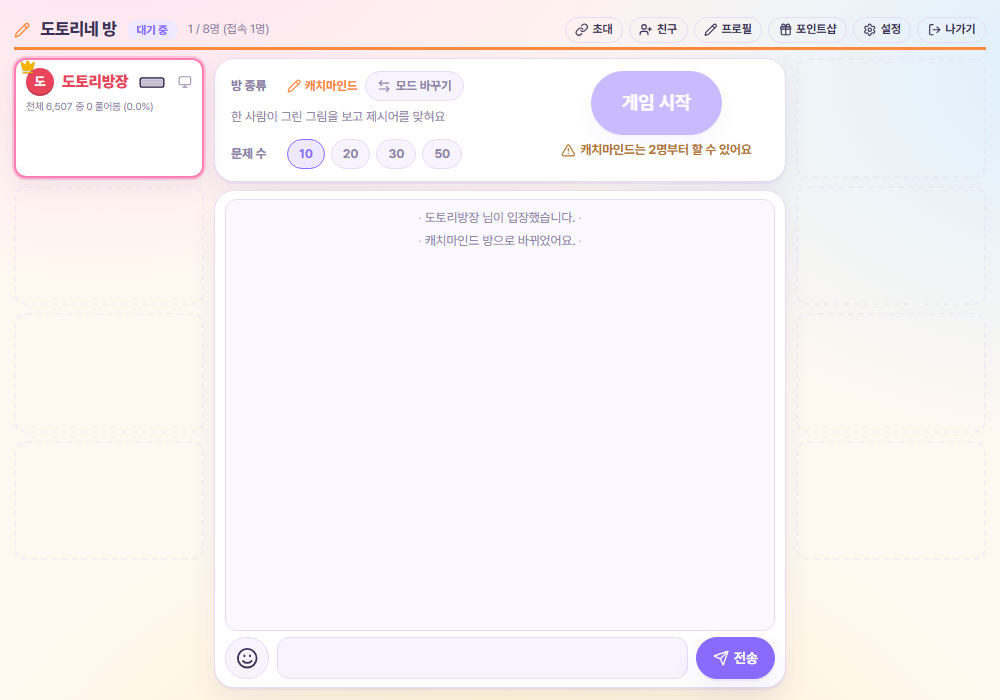 도토리네 방 대기 중 1 / 8명 (접속 1명) 초대 친구 프로필 포인트샵 설정 나가기
도 도토리방장
전체 6,507 중 0 풀어봄 (0.0%)
방 종류 캐치마인드 모드 바꾸기
한 사람이 그린 그림을 보고 제시어를 맞혀요
문제 수 10 20 30 50
게임 시작
캐치마인드는 2명부터 할 수 있어요
· 도토리방장 님이 입장했습니다. ·
· 캐치마인드 방으로 바뀌었어요. ·
전송